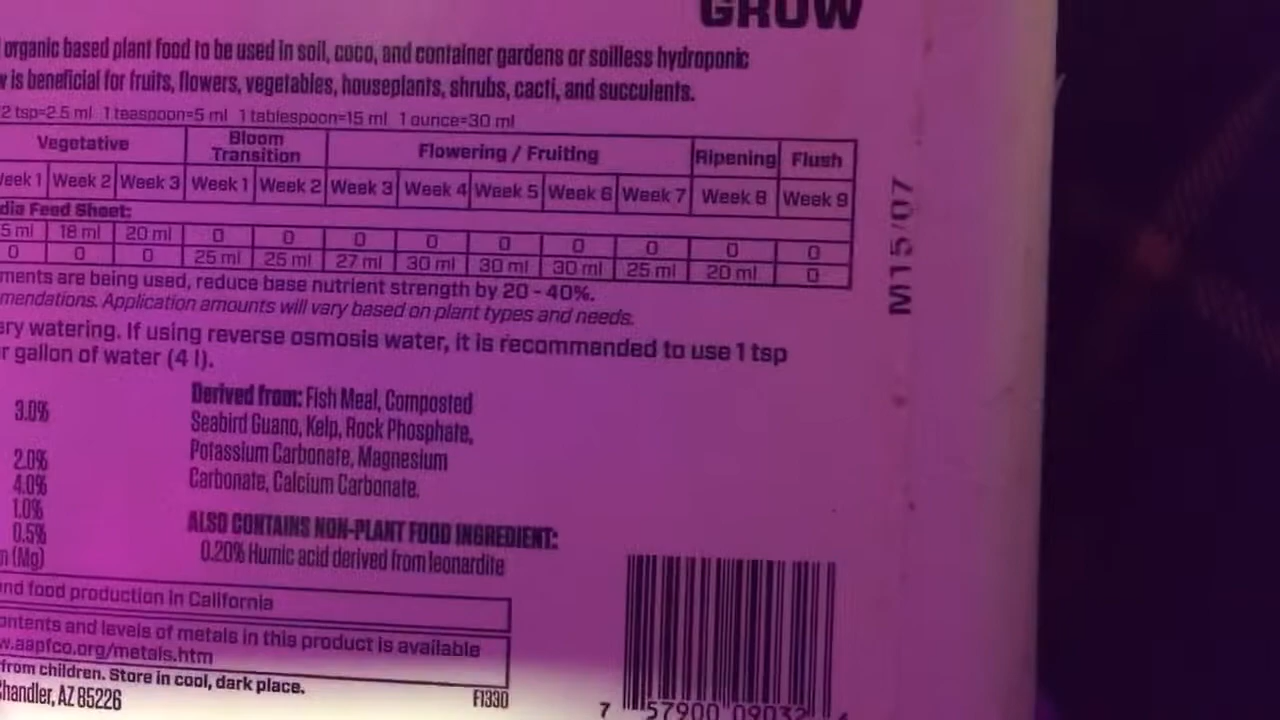 GROW
organic based plant food to be used in soil, coco, and container gardens or soilless hydroponic
is beneficial for fruits, flowers, vegetables, houseplants, shrubs, cacti, and succulents.
2 tsp=2.5 ml 1 teaspoon=5 ml 1 tablespoon=15 ml 1 ounce=30 ml
Vegetative Bloom Transition Flowering / Fruiting Ripening Flush
eek 1 Week 2 Week 3 Week 1 Week 2 Week 3 Week 4 Week 5 Week 6 Week 7 Week 8 Week 9
dia Feed Sheet:
5 ml 18 ml 20 ml 0 0 0 0 0 0 0 0 0
0 0 0 25 ml 25 ml 27 ml 30 ml 30 ml 30 ml 25 ml 20 ml 0
ments are being used, reduce base nutrient strength by 20 - 40%.
mendations. Application amounts will vary based on plant types and needs.
ery watering. If using reverse osmosis water, it is recommended to use 1 tsp
r gallon of water (4 l).
3.0%
2.0%
4.0%
1.0%
0.5%
(Mg)
Derived from: Fish Meal, Composted
Seabird Guano, Kelp, Rock Phosphate,
Potassium Carbonate, Magnesium
Carbonate, Calcium Carbonate.
ALSO CONTAINS NON-PLANT FOOD INGREDIENT:
0.20% Humic acid derived from leonardite
nd food production in California
ontents and levels of metals in this product is available
w.aapfco.org/metals.htm
from children. Store in cool, dark place.
Chandler, AZ 85226
F1330
7 57900 09032
M15/07